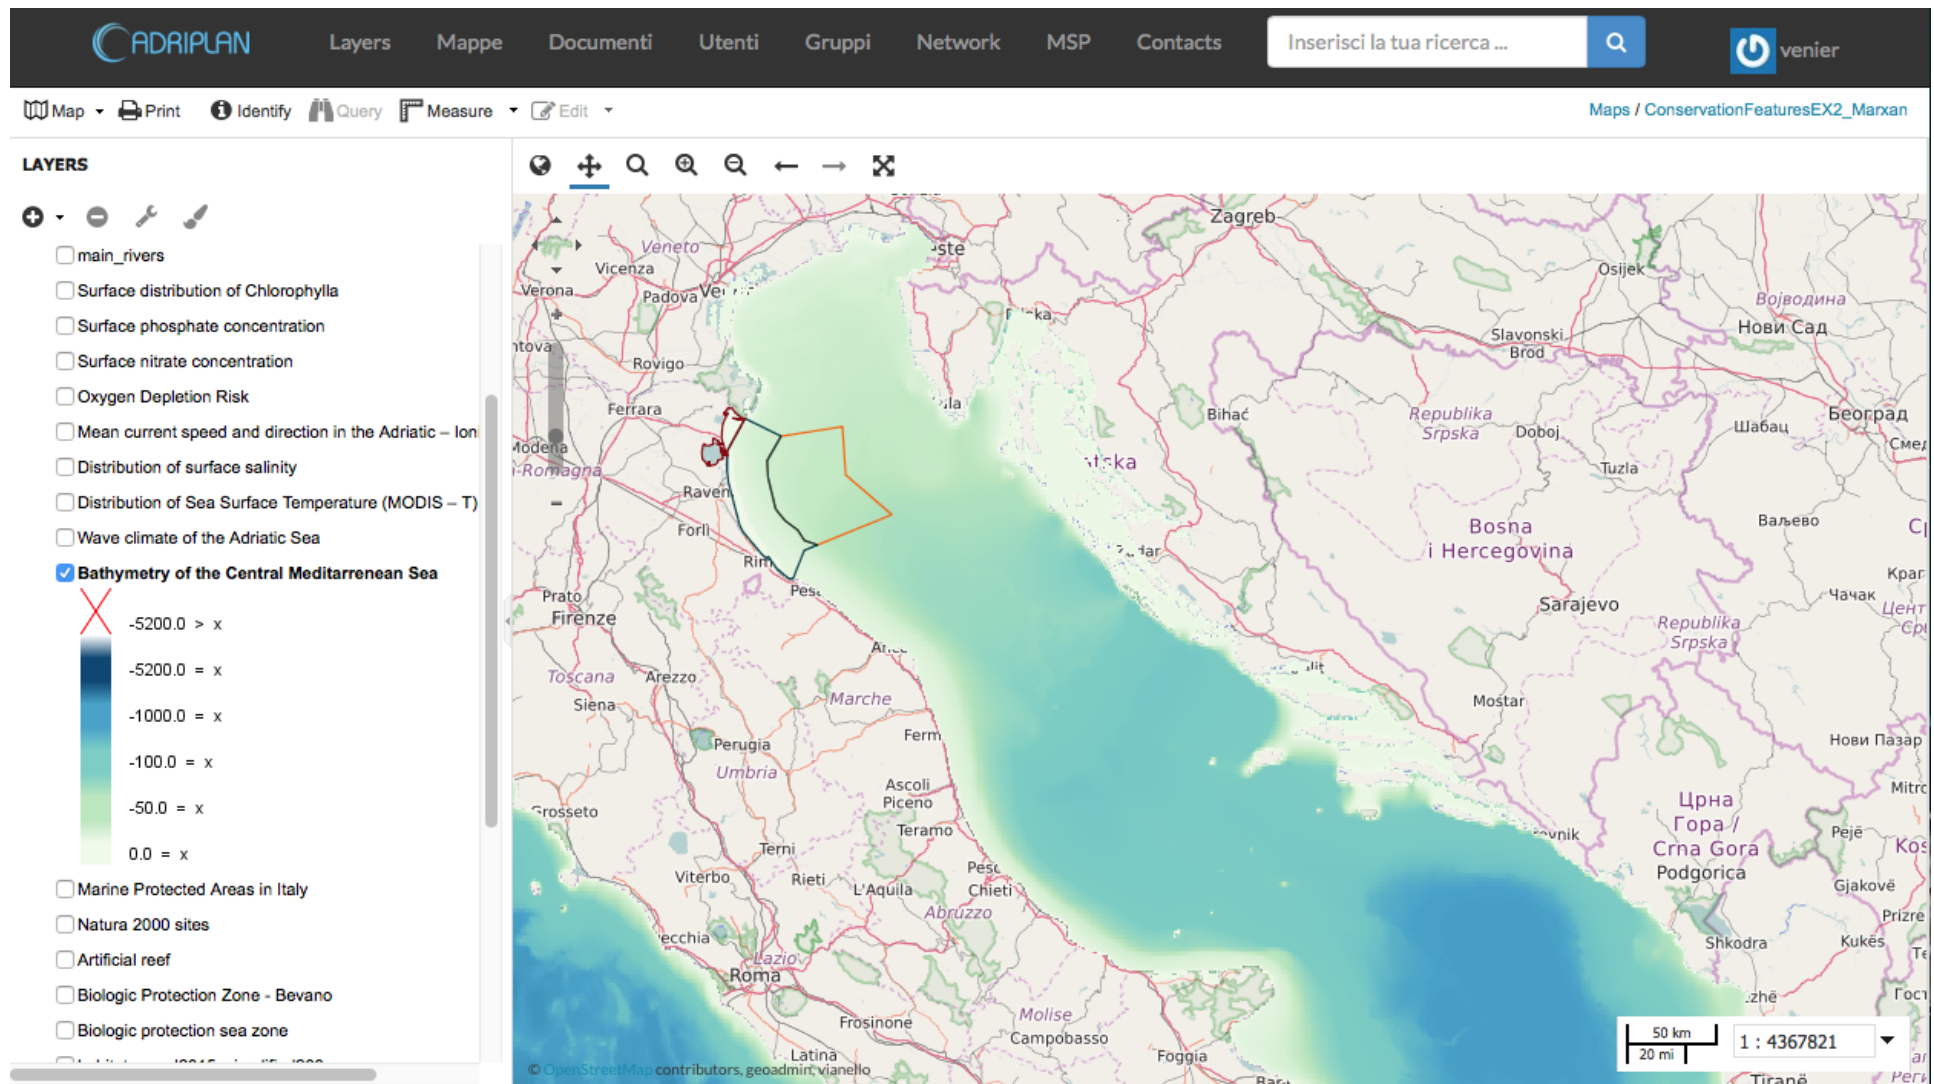 ADRIPLAN
Layers Mappe Documenti Utenti Gruppi Network MSP Contacts
Inserisci la tua ricerca ...
venier
Map Print Identify Query Measure Edit
Maps / ConservationFeaturesEX2_Marxan
LAYERS
main_rivers
Surface distribution of Chlorophylla
Surface phosphate concentration
Surface nitrate concentration
Oxygen Depletion Risk
Mean current speed and direction in the Adriatic – Ioni
Distribution of surface salinity
Distribution of Sea Surface Temperature (MODIS – T)
Wave climate of the Adriatic Sea
Bathymetry of the Central Meditarrenean Sea
-5200.0 > x
-5200.0 = x
-1000.0 = x
-100.0 = x
-50.0 = x
0.0 = x
Marine Protected Areas in Italy
Natura 2000 sites
Artificial reef
Biologic Protection Zone - Bevano
Biologic protection sea zone
Zagreb
Veneto
Vicenza
Verona
Padova
Osijek
Војводина
Нови Сад
Slavonski
Brod
Rovigo
Ferrara
Bihać
Republika
Srpska
Doboj
Шабац
Београд
Modena
-Romagna
Tuzla
Raven
Forlì
Rim
Pesa
Bosna
i Hercegovina
Ваљево
Prato
Firenze
Sarajevo
Чачак
Republika
Srpska
Toscana
Arezzo
Siena
Marche
Mostar
Perugia
Ferm
Нови Пазар
Umbria
Ascoli
Piceno
Grosseto
Teramo
Црна
Гора /
Crna Gora
Podgorica
Pejë
Terni
Viterbo
Rieti
L'Aquila
Chieti
Gjakovë
Abruzzo
ecchia
Lazio
Roma
Shkodra
Kukës
Molise
Frosinone
Campobasso
Latina
Foggia
50 km
20 mi
1 : 4367821
Tiranë
© OpenStreetMap contributors, geoadmin, vianello